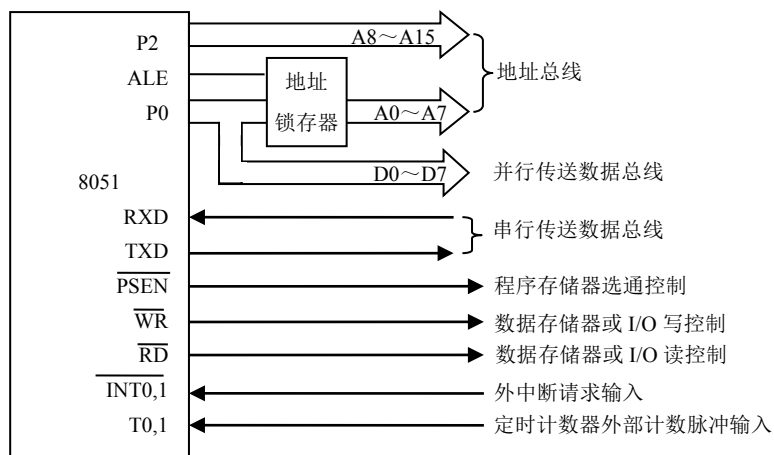 P2
A8～A15
地址总线
ALE
地址
锁存器
P0
A0～A7
D0～D7
并行传送数据总线
8051
RXD
串行传送数据总线
TXD
PSEN
程序存储器选通控制
WR
数据存储器或 I/O 写控制
RD
数据存储器或 I/O 读控制
INT0,1
外中断请求输入
T0,1
定时计数器外部计数脉冲输入